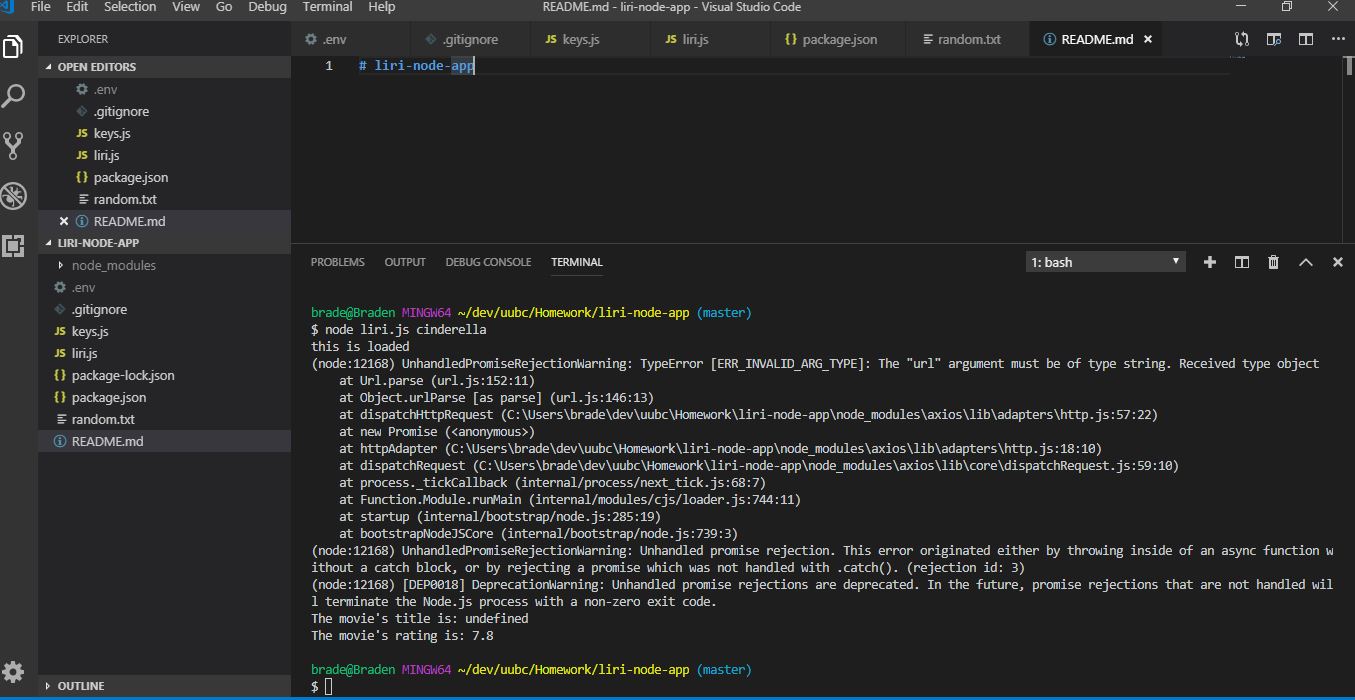 File Edit Selection View Go Debug Terminal Help README.md - liri-node-app - Visual Studio Code
EXPLORER
OPEN EDITORS
.env
.gitignore
JS keys.js
JS liri.js
{} package.json
random.txt
README.md
LIRI-NODE-APP
node_modules
.env
.gitignore
JS keys.js
JS liri.js
{} package-lock.json
{} package.json
random.txt
README.md
OUTLINE
.env .gitignore JS keys.js JS liri.js {} package.json random.txt README.md
1 # liri-node-app
PROBLEMS OUTPUT DEBUG CONSOLE TERMINAL 1: bash
brade@Braden MINGW64 ~/dev/uubc/Homework/liri-node-app (master)
$ node liri.js cinderella
this is loaded
(node:12168) UnhandledPromiseRejectionWarning: TypeError [ERR_INVALID_ARG_TYPE]: The "url" argument must be of type string. Received type object
at Url.parse (url.js:152:11)
at Object.urlParse [as parse] (url.js:146:13)
at dispatchHttpRequest (C:\Users\brade\dev\uubc\Homework\liri-node-app\node_modules\axios\lib\adapters\http.js:57:22)
at new Promise (<anonymous>)
at httpAdapter (C:\Users\brade\dev\uubc\Homework\liri-node-app\node_modules\axios\lib\adapters\http.js:18:10)
at dispatchRequest (C:\Users\brade\dev\uubc\Homework\liri-node-app\node_modules\axios\lib\core\dispatchRequest.js:59:10)
at process._tickCallback (internal/process/next_tick.js:68:7)
at Function.Module.runMain (internal/modules/cjs/loader.js:744:11)
at startup (internal/bootstrap/node.js:285:19)
at bootstrapNodeJSCore (internal/bootstrap/node.js:739:3)
(node:12168) UnhandledPromiseRejectionWarning: Unhandled promise rejection. This error originated either by throwing inside of an async function w
ithout a catch block, or by rejecting a promise which was not handled with .catch(). (rejection id: 3)
(node:12168) [DEP0018] DeprecationWarning: Unhandled promise rejections are deprecated. In the future, promise rejections that are not handled wil
l terminate the Node.js process with a non-zero exit code.
The movie's title is: undefined
The movie's rating is: 7.8
brade@Braden MINGW64 ~/dev/uubc/Homework/liri-node-app (master)
$